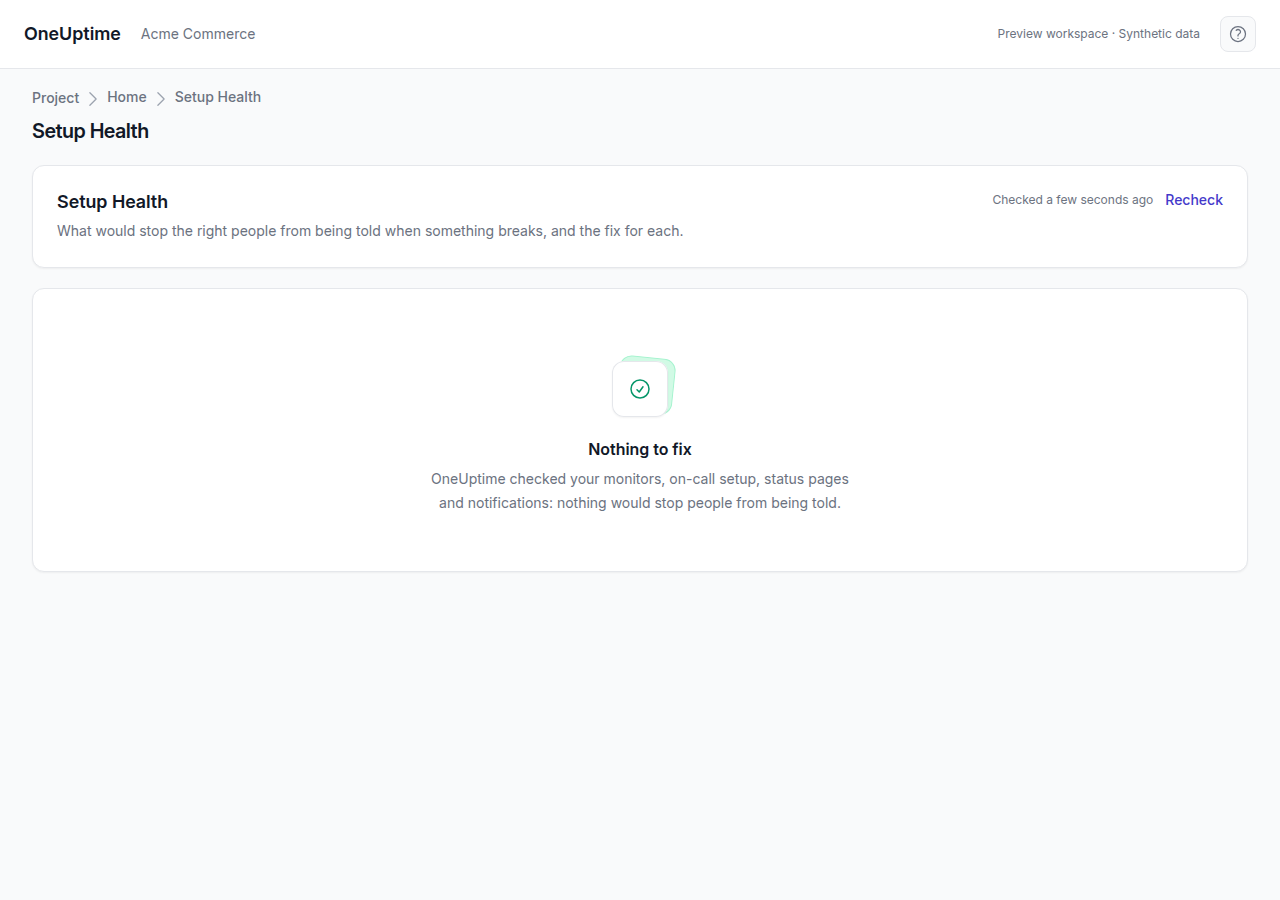 OneUptime
Acme Commerce
Preview workspace · Synthetic data
Project
Home
Setup Health
Setup Health
Setup Health
Checked a few seconds ago
Recheck
What would stop the right people from being told when something breaks, and the fix for each.
Nothing to fix
OneUptime checked your monitors, on-call setup, status pages
and notifications: nothing would stop people from being told.